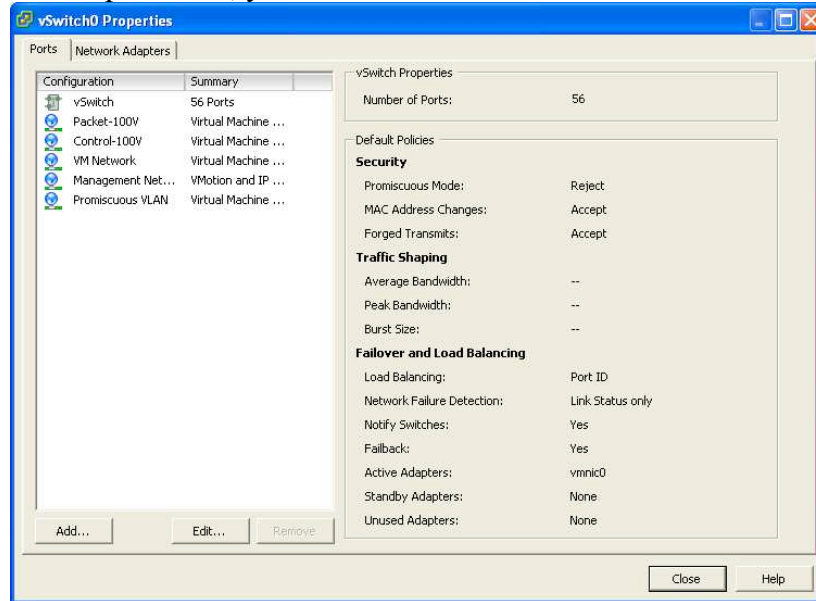 vSwitch0 Properties
Ports Network Adapters
Configuration Summary
vSwitch 56 Ports
Packet-100V Virtual Machine ...
Control-100V Virtual Machine ...
VM Network Virtual Machine ...
Management Net... VMotion and IP ...
Promiscuous VLAN Virtual Machine ...
Add... Edit... Remove
vSwitch Properties
Number of Ports: 56
Default Policies
Security
Promiscuous Mode: Reject
MAC Address Changes: Accept
Forged Transmits: Accept
Traffic Shaping
Average Bandwidth: --
Peak Bandwidth: --
Burst Size: --
Failover and Load Balancing
Load Balancing: Port ID
Network Failure Detection: Link Status only
Notify Switches: Yes
Failback: Yes
Active Adapters: vmnic0
Standby Adapters: None
Unused Adapters: None
Close Help